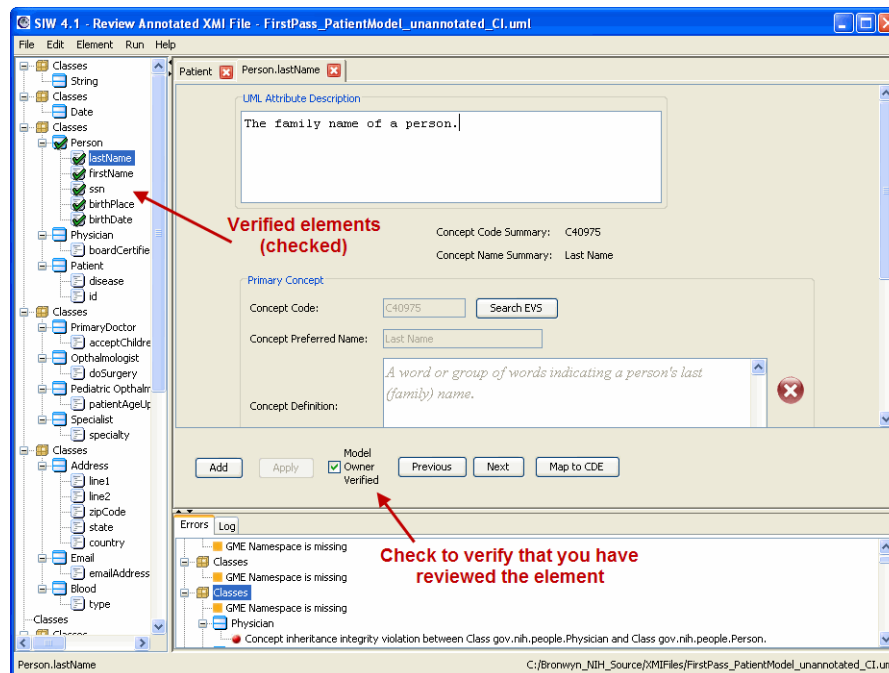 SIW 4.1 - Review Annotated XMI File - FirstPass_PatientModel_unannotated_CI.uml
File Edit Element Run Help
Classes
String
Classes
Date
Classes
Person
lastName
firstName
ssn
birthPlace
birthDate
Physician
boardCertifie
Patient
disease
id
Classes
PrimaryDoctor
acceptChildre
Opthalmologist
doSurgery
Pediatric Opthalm
patientAgeUp
Specialist
specialty
Classes
Address
line1
line2
zipCode
state
country
Email
emailAddress
Blood
type
Classes
Classes
Patient Person.lastName
UML Attribute Description
The family name of a person.
Verified elements
(checked)
Concept Code Summary: C40975
Concept Name Summary: Last Name
Primary Concept
Concept Code: C40975 Search EVS
Concept Preferred Name: Last Name
Concept Definition:
A word or group of words indicating a person's last
(family) name.
Add Apply Model Owner Verified Previous Next Map to CDE
Errors Log
GME Namespace is missing
Classes
GME Namespace is missing
Classes
GME Namespace is missing
Physician
Concept inheritance integrity violation between Class gov.nih.people.Physician and Class gov.nih.people.Person.
Check to verify that you have
reviewed the element
Person.lastName C:/Bronwyn_NIH_Source/XMIFiles/FirstPass_PatientModel_unannotated_CI.um